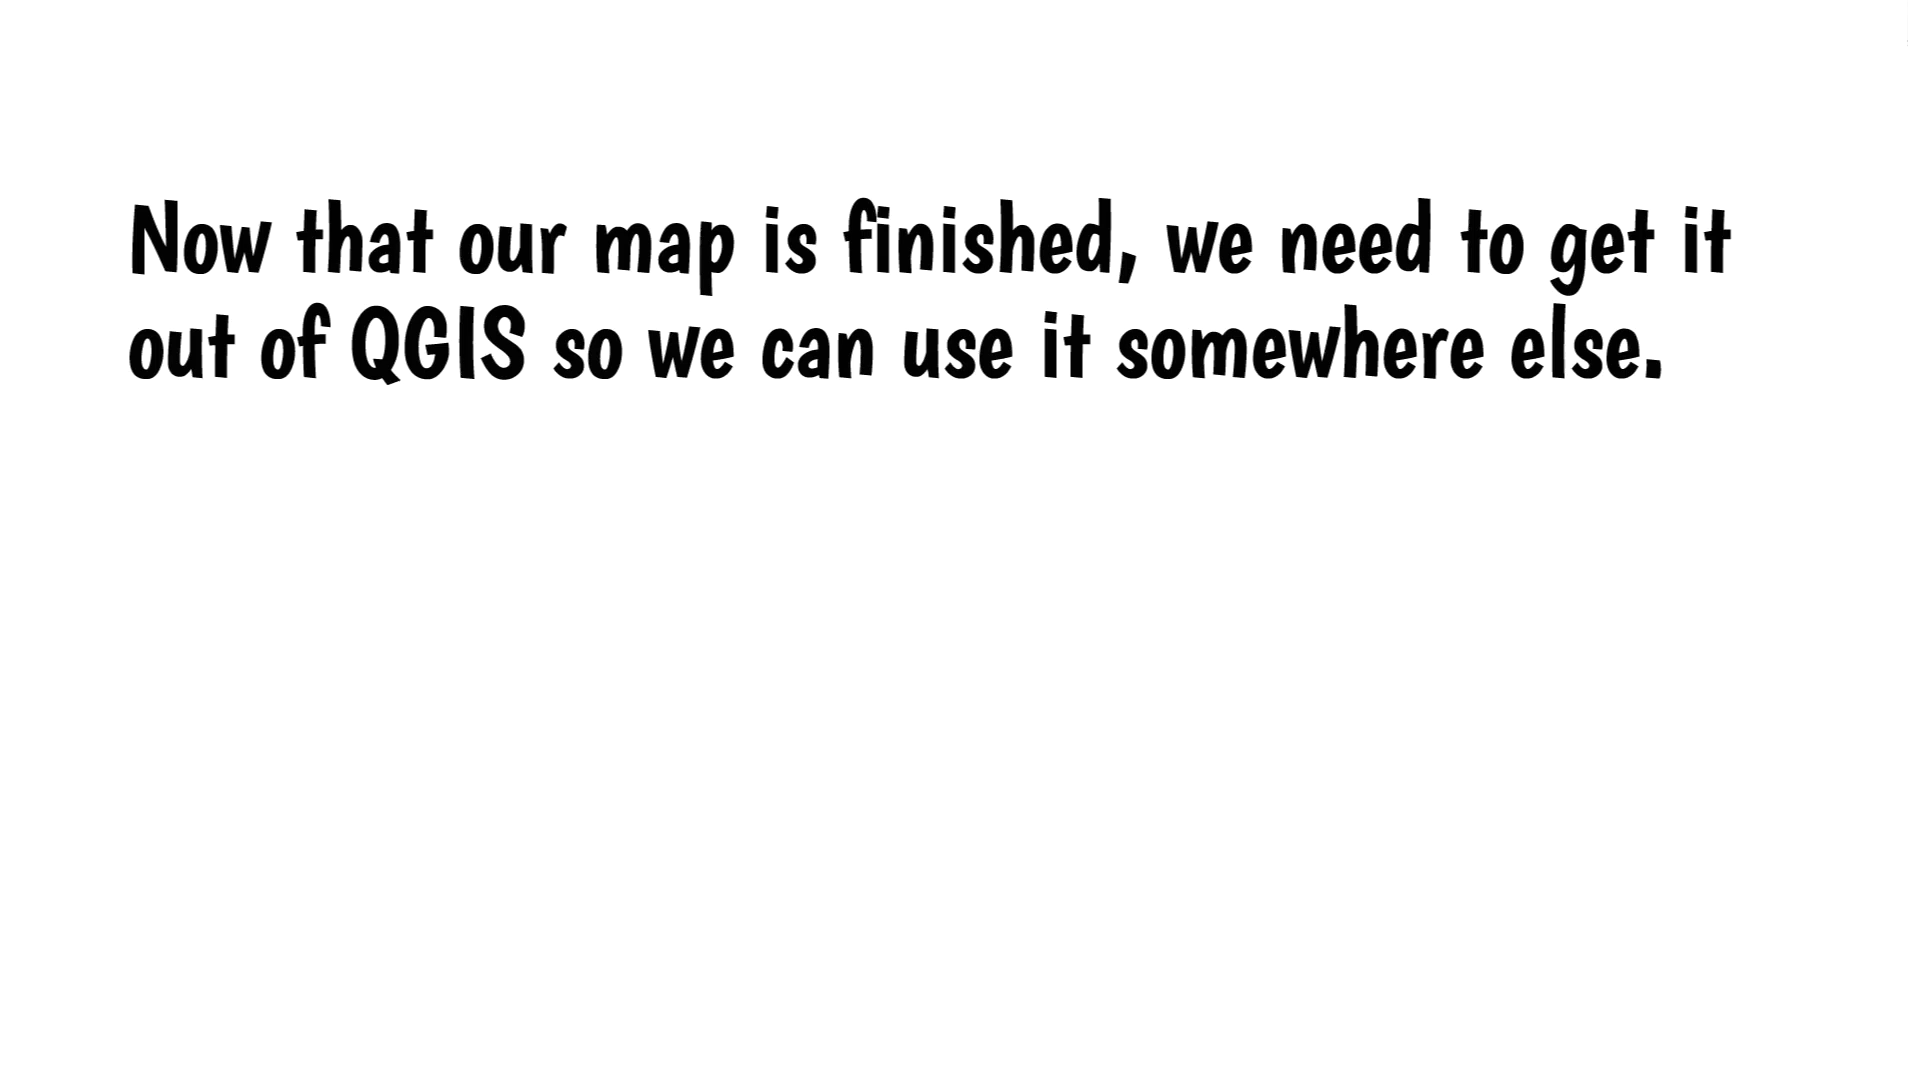 Now that our map is finished, we need to get it
out of QGIS so we can use it somewhere else.